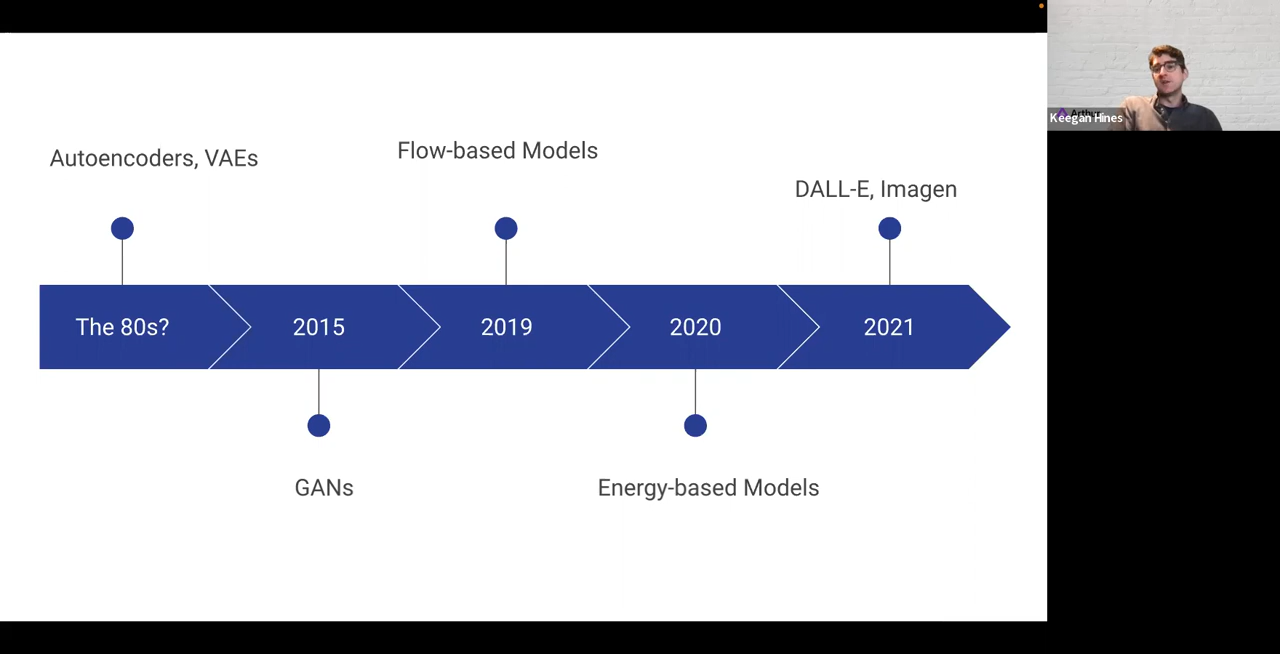 Autoencoders, VAEs
Flow-based Models
DALL-E, Imagen
The 80s?
2015
2019
2020
2021
GANs
Energy-based Models
Keegan Hines